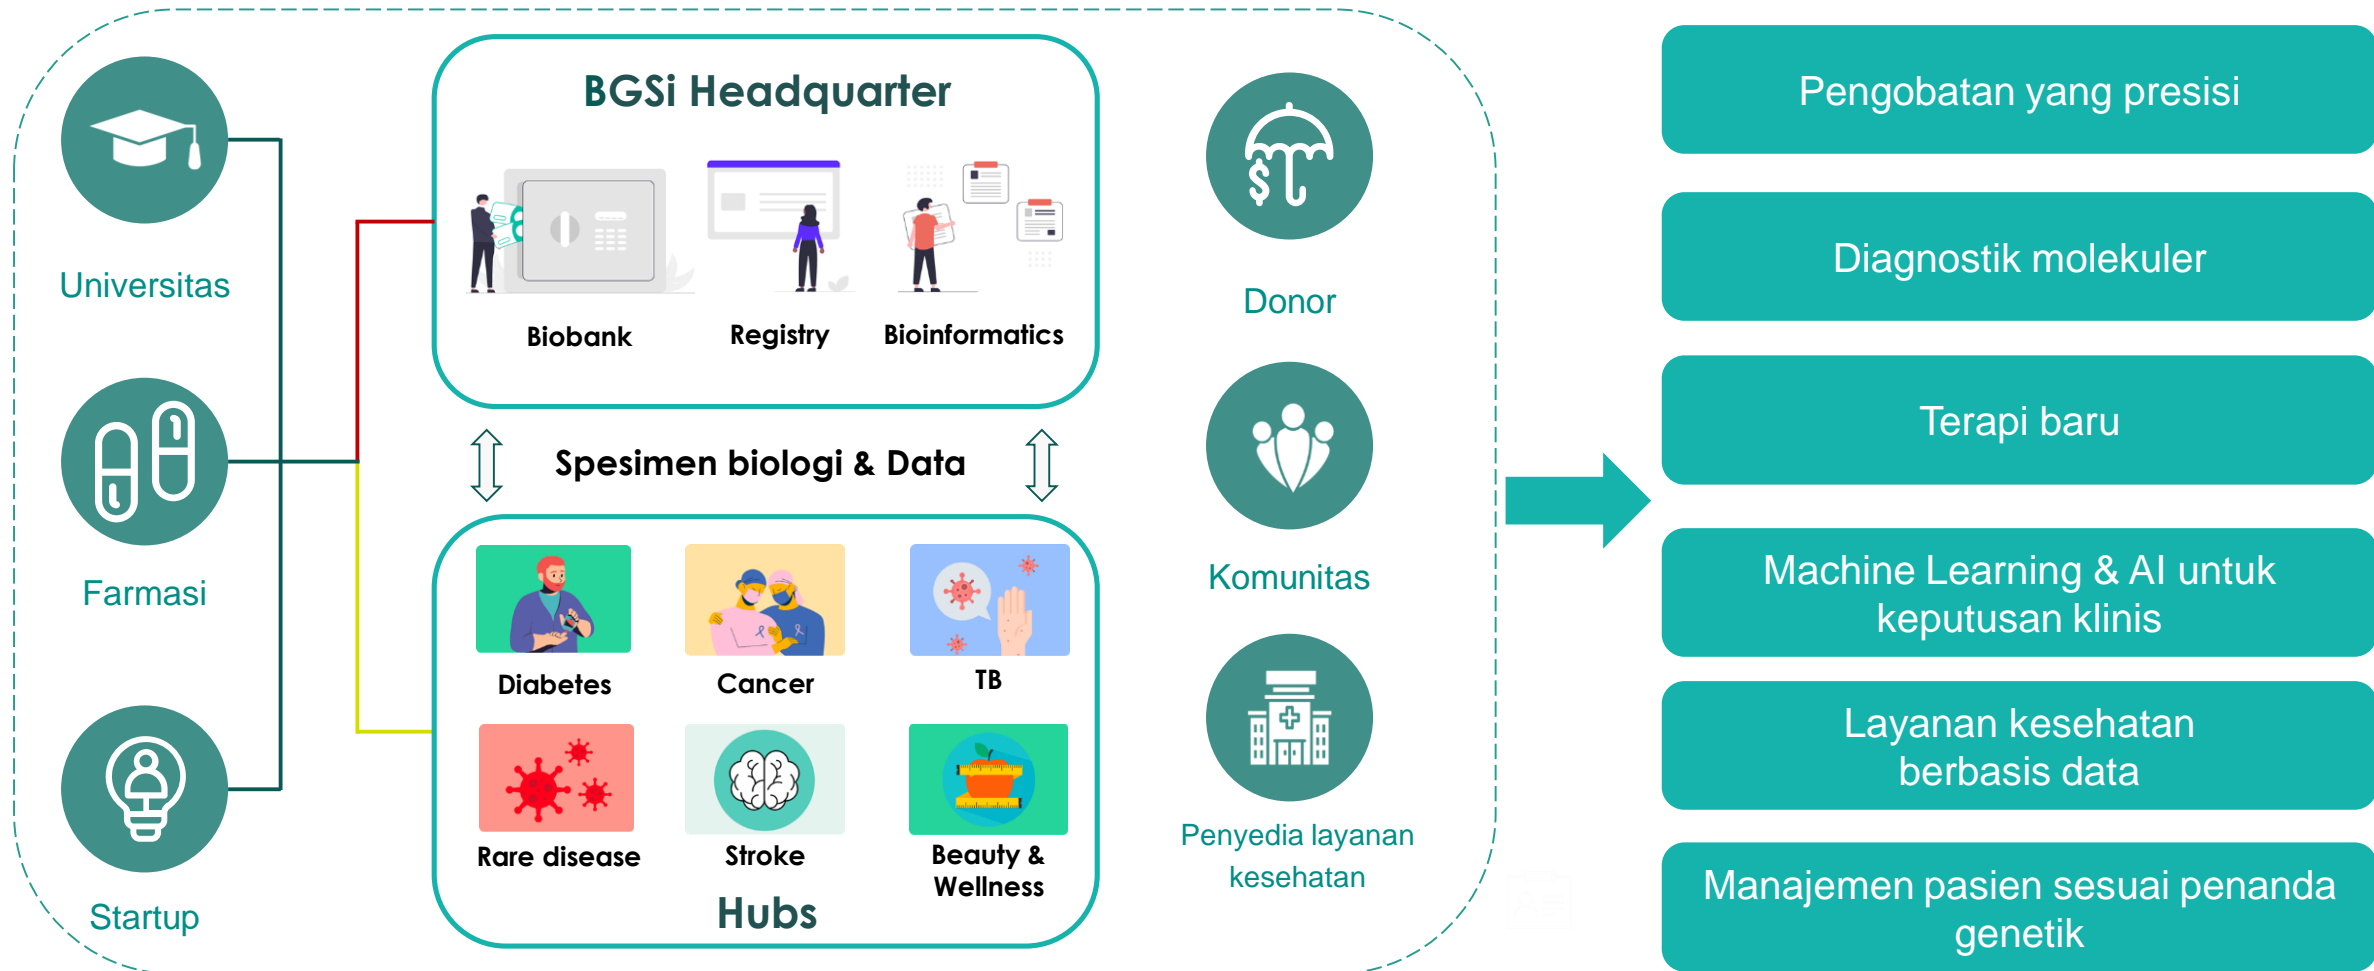 Universitas
Farmasi
Startup
BGSi Headquarter
Biobank
Registry
Bioinformatics
Spesimen biologi & Data
Diabetes
Cancer
TB
Rare disease
Stroke
Beauty &
Wellness
Hubs
Donor
Komunitas
Penyedia layanan
kesehatan
Pengobatan yang presisi
Diagnostik molekuler
Terapi baru
Machine Learning & AI untuk
keputusan klinis
Layanan kesehatan
berbasis data
Manajemen pasien sesuai penanda
genetik